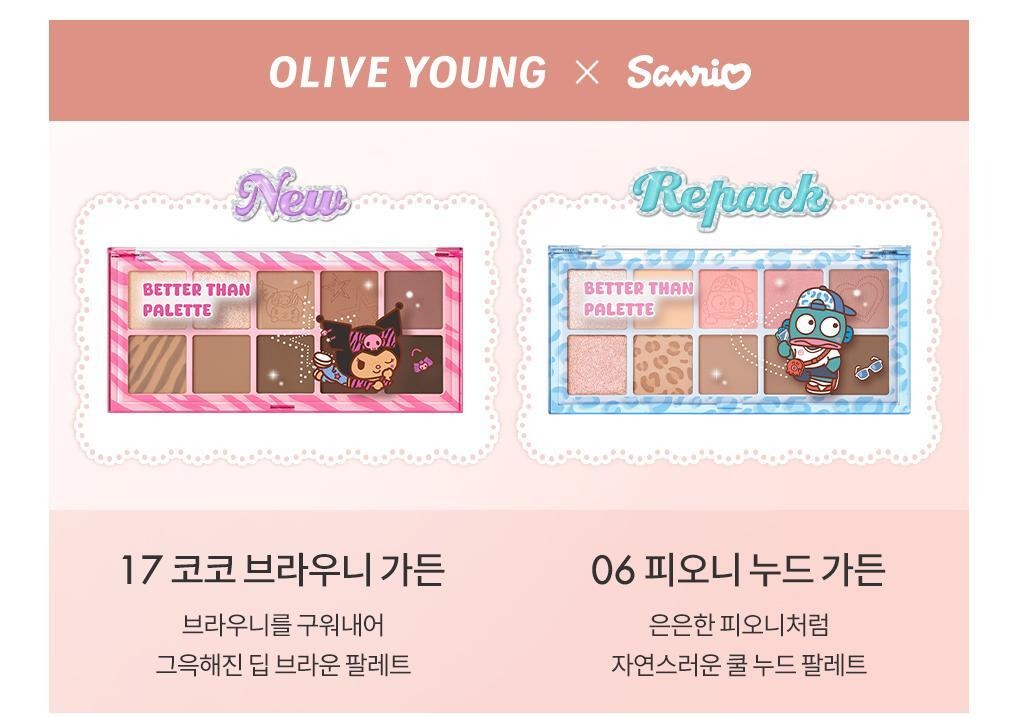 OLIVE YOUNG × Sanrio
New
BETTER THAN
PALETTE
17 코코 브라우니 가든
브라우니를 구워내어
그윽해진 딥 브라운 팔레트
Repack
BETTER THAN
PALETTE
06 피오니 누드 가든
은은한 피오니처럼
자연스러운 쿨 누드 팔레트